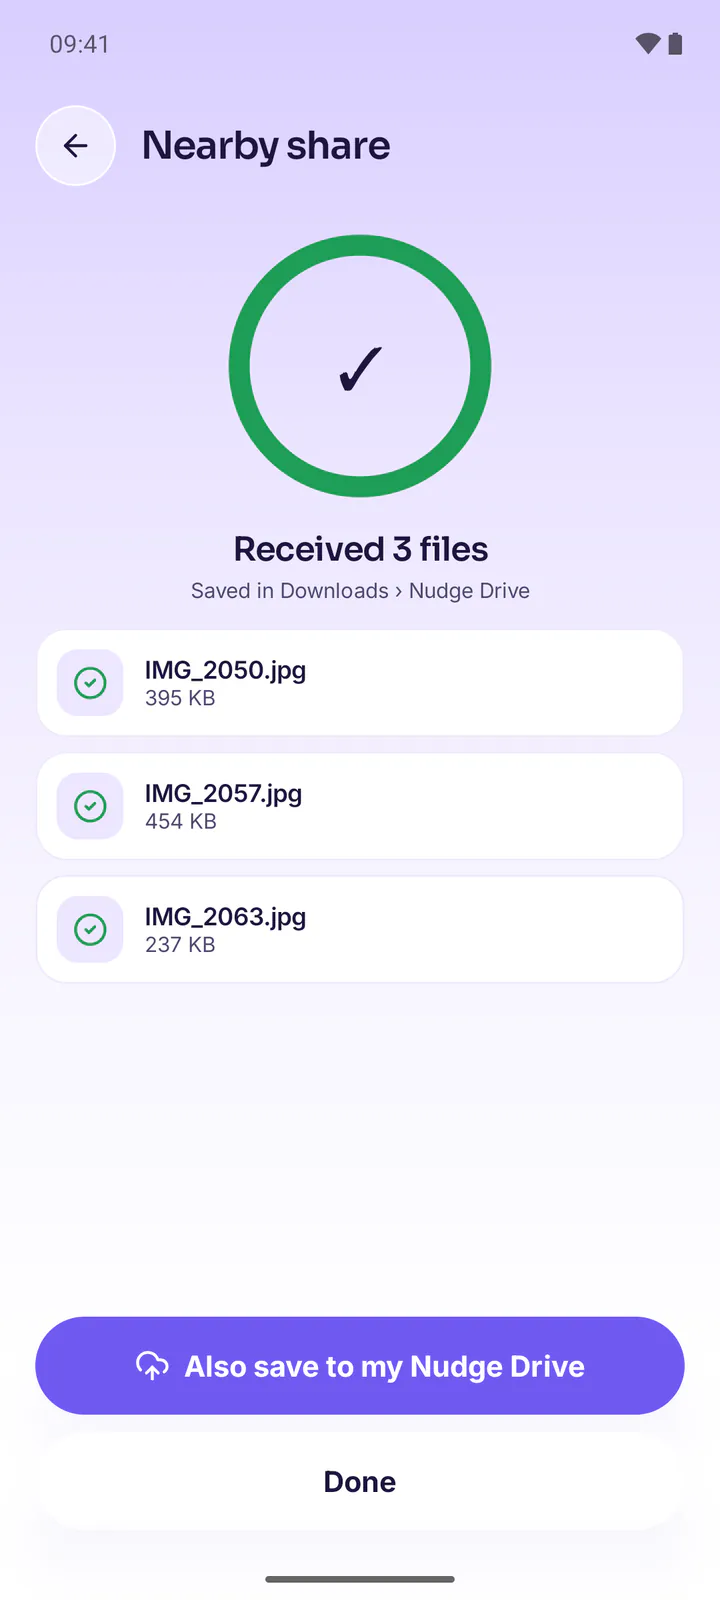 09:41
Nearby share
✓
Received 3 files
Saved in Downloads › Nudge Drive
IMG_2050.jpg
395 KB
IMG_2057.jpg
454 KB
IMG_2063.jpg
237 KB
Also save to my Nudge Drive
Done